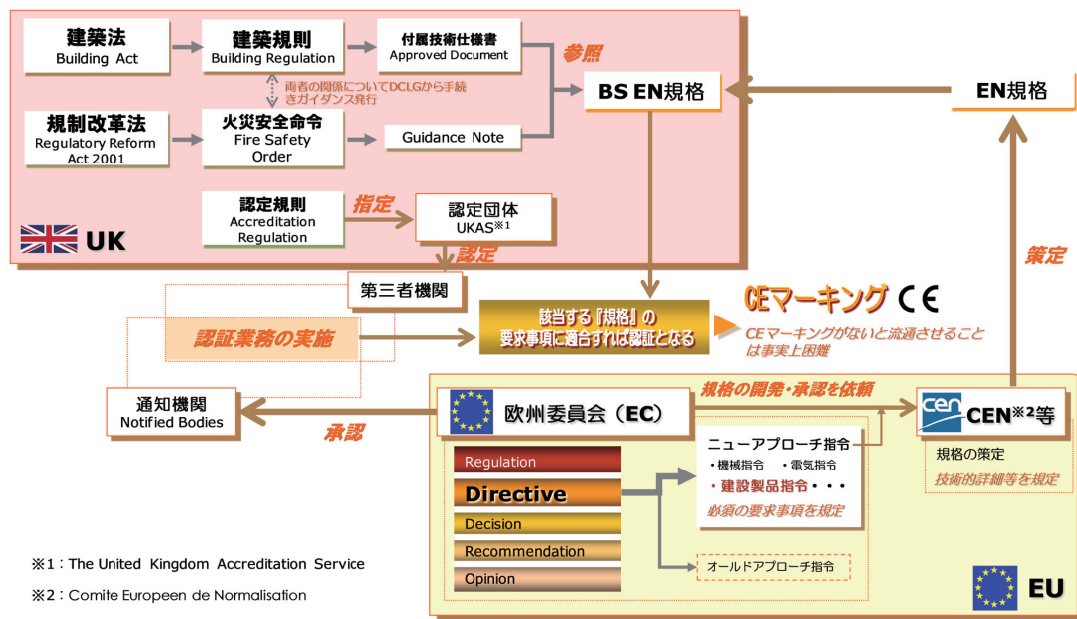 建築法
Building Act
建築規則
Building Regulation
付属技術仕様書
Approved Document
参照
両者の関係についてDCLGから手続
きガイダンス発行
BS EN規格
EN規格
規制改革法
Regulatory Reform
Act 2001
火災安全命令
Fire Safety
Order
Guidance Note
認定規則
Accreditation
Regulation
指定
認定団体
UKAS※1
UK
認定
策定
第三者機関
認証業務の実施
該当する『規格』の
要求事項に適合すれば認証となる
CEマーキング CE
CEマーキングがないと流通させること
は事実上困難
通知機関
Notified Bodies
承認
欧州委員会（EC）
規格の開発・承認を依頼
cen
CEN※2等
規格の策定
技術的詳細等を規定
Regulation
Directive
Decision
Recommendation
Opinion
ニューアプローチ指令
・機械指令 ・電気指令
・建設製品指令・・・
必須の要求事項を規定
オールドアプローチ指令
EU
※1：The United Kingdom Accreditation Service
※2：Comite Europeen de Normalisation